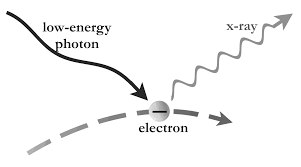 low-energy
photon
x-ray
−
electron